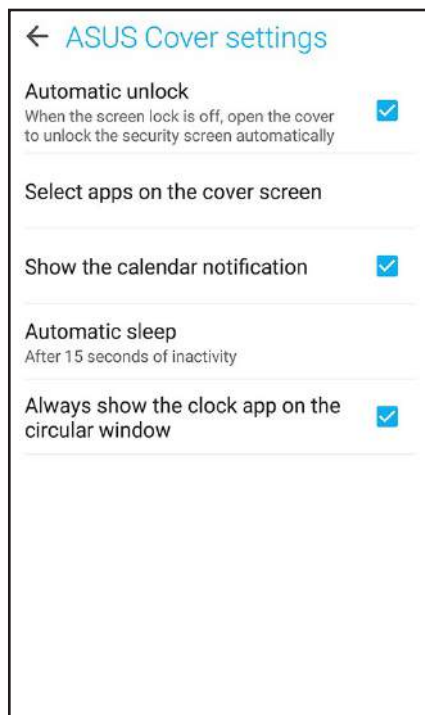 ASUS Cover settings
Automatic unlock
When the screen lock is off, open the cover
to unlock the security screen automatically
Select apps on the cover screen
Show the calendar notification
Automatic sleep
After 15 seconds of inactivity
Always show the clock app on the
circular window